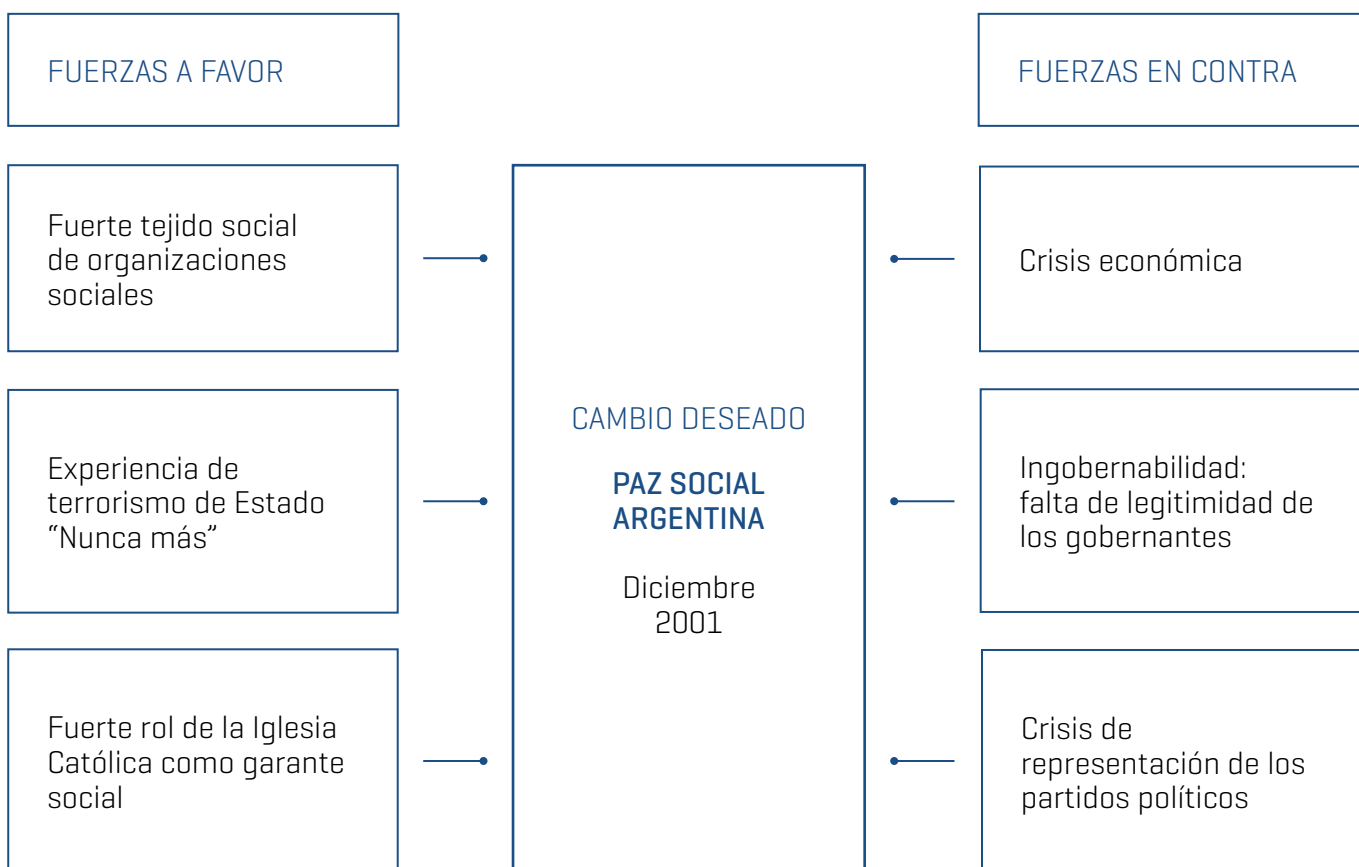 FUERZAS A FAVOR
FUERZAS EN CONTRA
Fuerte tejido social
de organizaciones
sociales
Crisis económica
Experiencia de
terrorismo de Estado
“Nunca más”
CAMBIO DESEADO
PAZ SOCIAL
ARGENTINA
Diciembre
2001
Ingobernabilidad:
falta de legitimidad de
los gobernantes
Fuerte rol de la Iglesia
Católica como garante
social
Crisis de
representación de los
partidos políticos